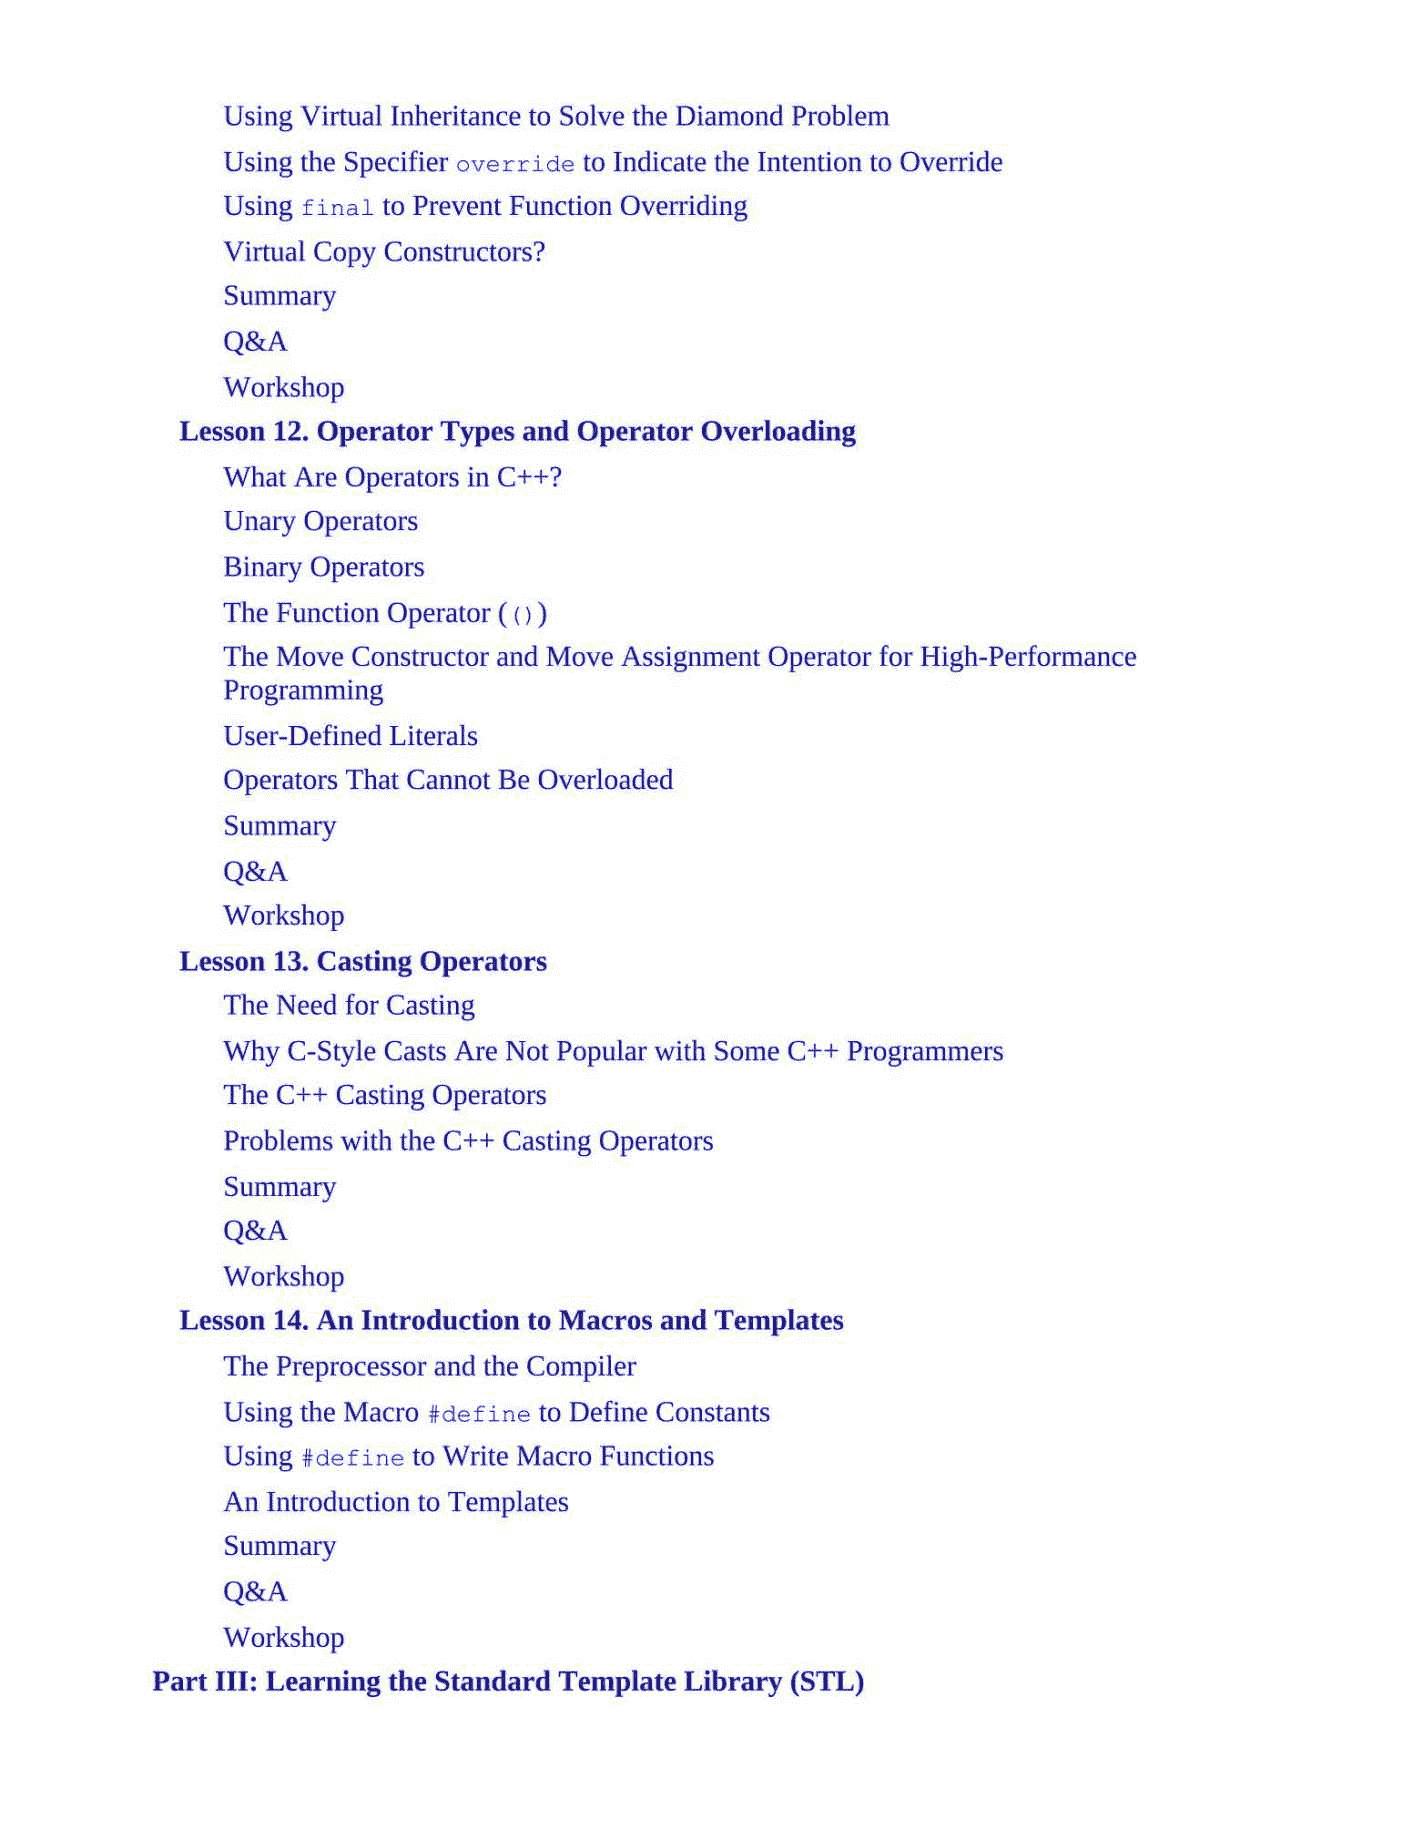 Using Virtual Inheritance to Solve the Diamond Problem
Using the Specifier override to Indicate the Intention to Override
Using final to Prevent Function Overriding
Virtual Copy Constructors?
Summary
Q&A
Workshop
Lesson 12. Operator Types and Operator Overloading
What Are Operators in C++?
Unary Operators
Binary Operators
The Function Operator (())
The Move Constructor and Move Assignment Operator for High-Performance
Programming
User-Defined Literals
Operators That Cannot Be Overloaded
Summary
Q&A
Workshop
Lesson 13. Casting Operators
The Need for Casting
Why C-Style Casts Are Not Popular with Some C++ Programmers
The C++ Casting Operators
Problems with the C++ Casting Operators
Summary
Q&A
Workshop
Lesson 14. An Introduction to Macros and Templates
The Preprocessor and the Compiler
Using the Macro #define to Define Constants
Using #define to Write Macro Functions
An Introduction to Templates
Summary
Q&A
Workshop
Part III: Learning the Standard Template Library (STL)